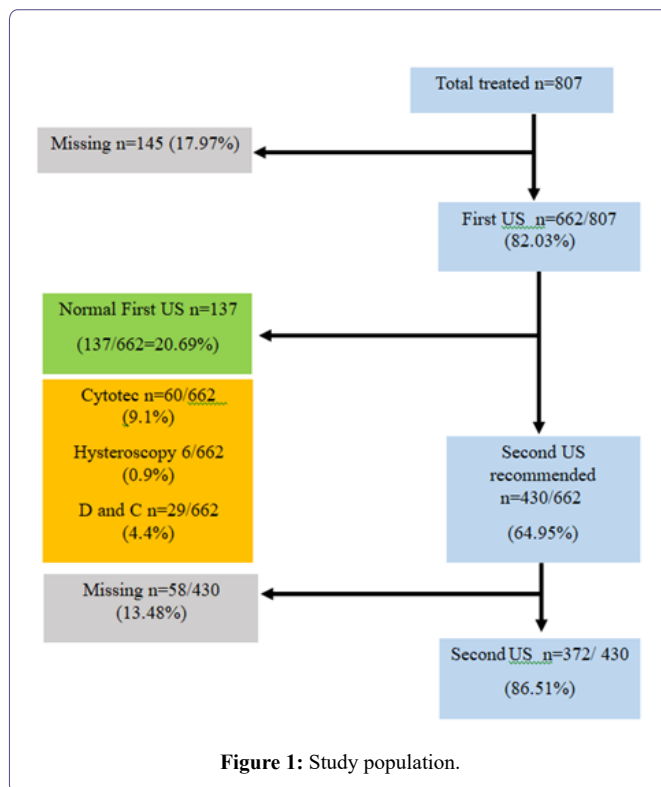 Total treated n=807
Missing n=145 (17.97%)
First US n=662/807
(82.03%)
Normal First US n=137
(137/662=20.69%)
Cytotec n=60/662
(9.1%)
Hysteroscopy 6/662
(0.9%)
D and C n=29/662
(4.4%)
Second US
recommended
n=430/662
(64.95%)
Missing n=58/430
(13.48%)
Second US n=372/ 430
(86.51%)
Figure 1: Study population.